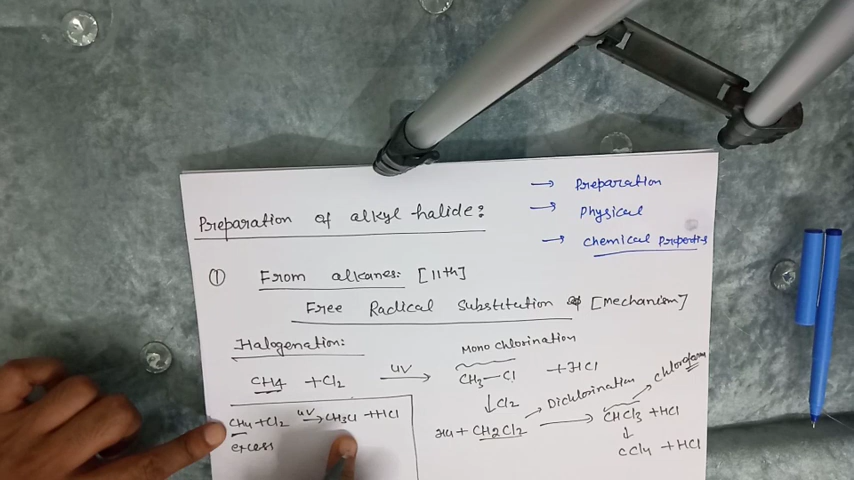 → Preparation
→ Physical
→ chemical Properties
Preparation of alkyl halide:
① From alkanes: [11th]
Free Radical Substitution [Mechanism]
Halogenation:
Mono chlorination
CH4 + Cl2 UV → CH3-Cl + HCl
↓Cl2 Dichlorination Chloroform
CH4 + Cl2 UV → CH3Cl + HCl
excess
+ CH2Cl2 → CHCl3 + HCl
↓
CCl4 + HCl